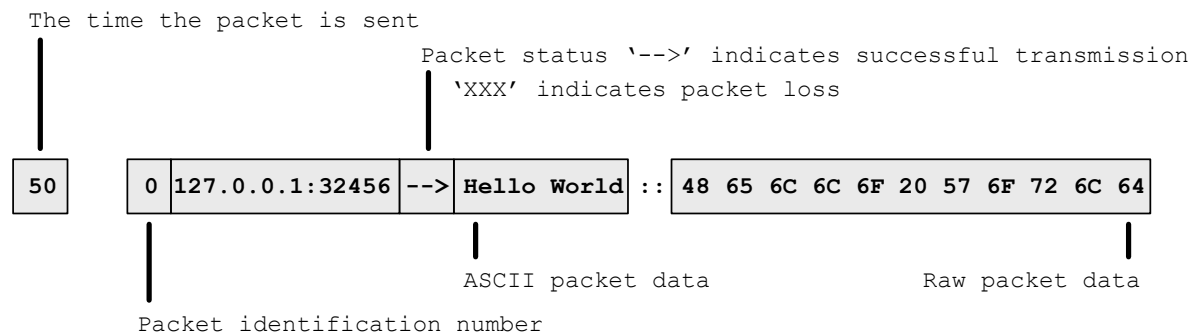 The time the packet is sent
Packet status ‘-->’ indicates successful transmission
‘XXX’ indicates packet loss
50 0 127.0.0.1:32456 --> Hello World :: 48 65 6C 6C 6F 20 57 6F 72 6C 64
ASCII packet data Raw packet data
Packet identification number